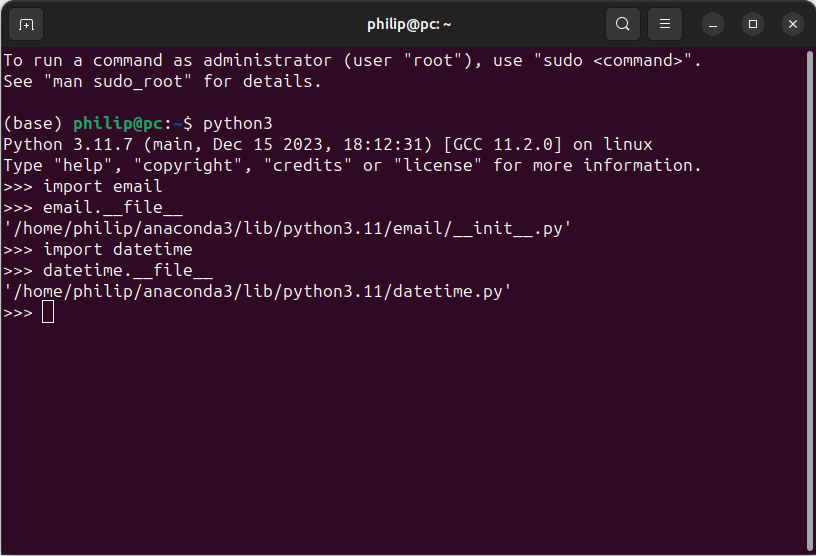 philip@pc: ~
To run a command as administrator (user "root"), use "sudo <command>".
See "man sudo_root" for details.
(base) philip@pc:~$ python3
Python 3.11.7 (main, Dec 15 2023, 18:12:31) [GCC 11.2.0] on linux
Type "help", "copyright", "credits" or "license" for more information.
>>> import email
>>> email.__file__
'/home/philip/anaconda3/lib/python3.11/email/__init__.py'
>>> import datetime
>>> datetime.__file__
'/home/philip/anaconda3/lib/python3.11/datetime.py'
>>>